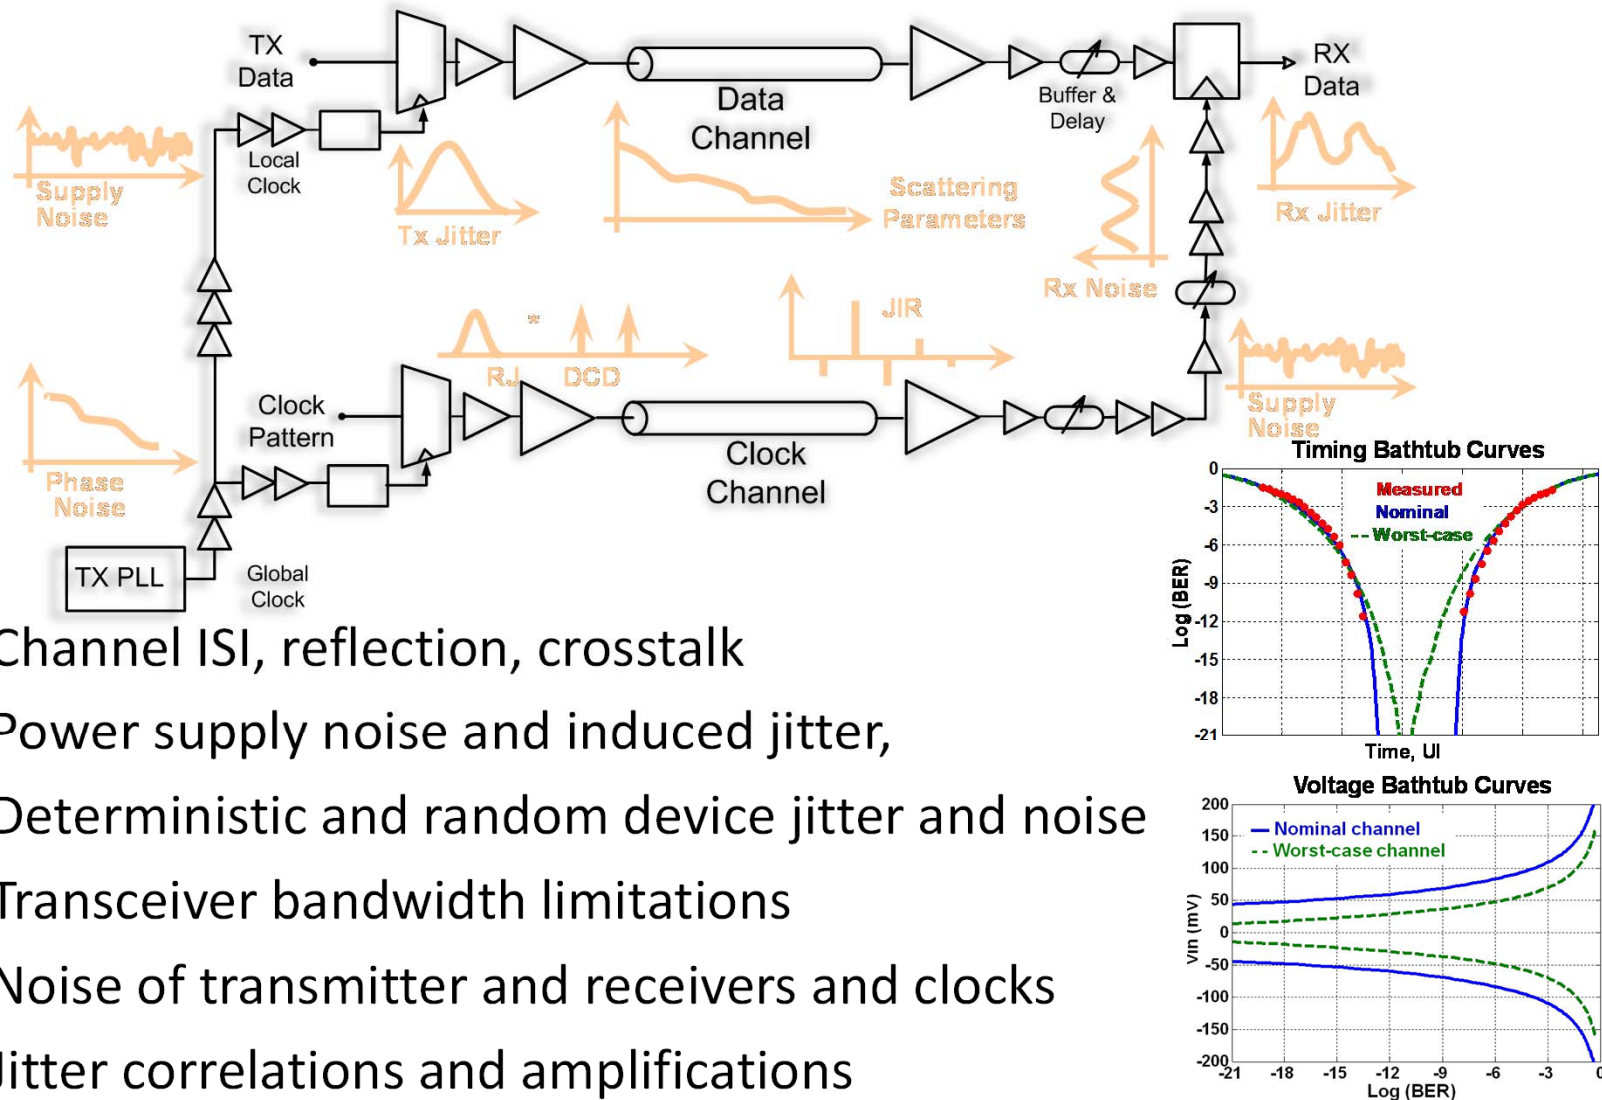 TX
Data
Data
Channel
Buffer &
Delay
RX
Data
Local
Clock
Supply
Noise
Tx Jitter
Scattering
Parameters
Rx Noise
Rx Jitter
*
RJ
DCD
JIR
Supply
Noise
Phase
Noise
Clock
Pattern
Clock
Channel
TX PLL
Global
Clock
Timing Bathtub Curves
Measured
Nominal
Worst-case
Log (BER)
0
-3
-6
-9
-12
-15
-18
-21
Time, UI
Channel ISI, reflection, crosstalk
Power supply noise and induced jitter,
Deterministic and random device jitter and noise
Transceiver bandwidth limitations
Noise of transmitter and receivers and clocks
Jitter correlations and amplifications
Voltage Bathtub Curves
Nominal channel
Worst-case channel
Vin (mV)
200
150
100
50
0
-50
-100
-150
-200
-21 -18 -15 -12 -9 -6 -3 0
Log (BER)